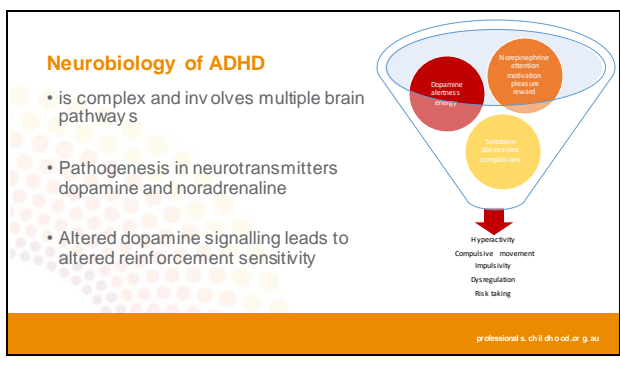 Neurobiology of ADHD
• is complex and involves multiple brain
pathways
• Pathogenesis in neurotransmitters
dopamine and noradrenaline
• Altered dopamine signalling leads to
altered reinforcement sensitivity
Norepinephrine
attention
motivation
pleasure
reward
Dopamine
alertness
energy
Serotonin
obsessions
compulsions
Hyperactivity
Compulsive movement
Impulsivity
Dysregulation
Risk taking
professionals.childhood.org.au